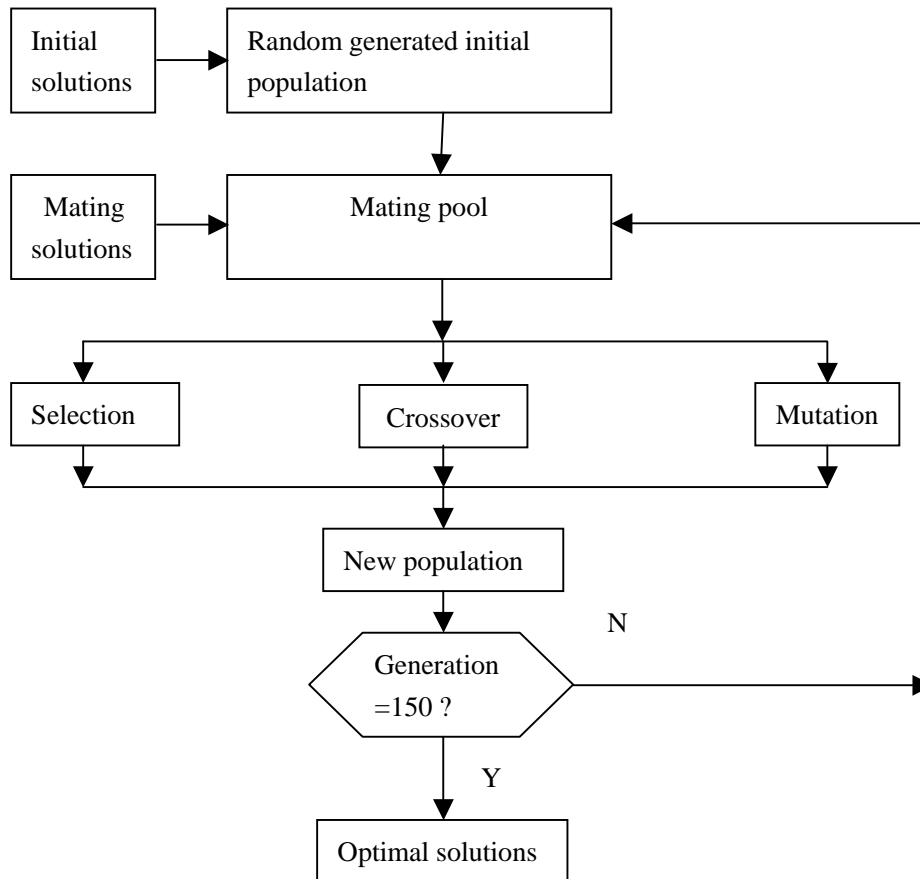 Initial
solutions
Random generated initial
population
Mating
solutions
Mating pool
Selection
Crossover
Mutation
New population
N
Generation
=150 ?
Y
Optimal solutions